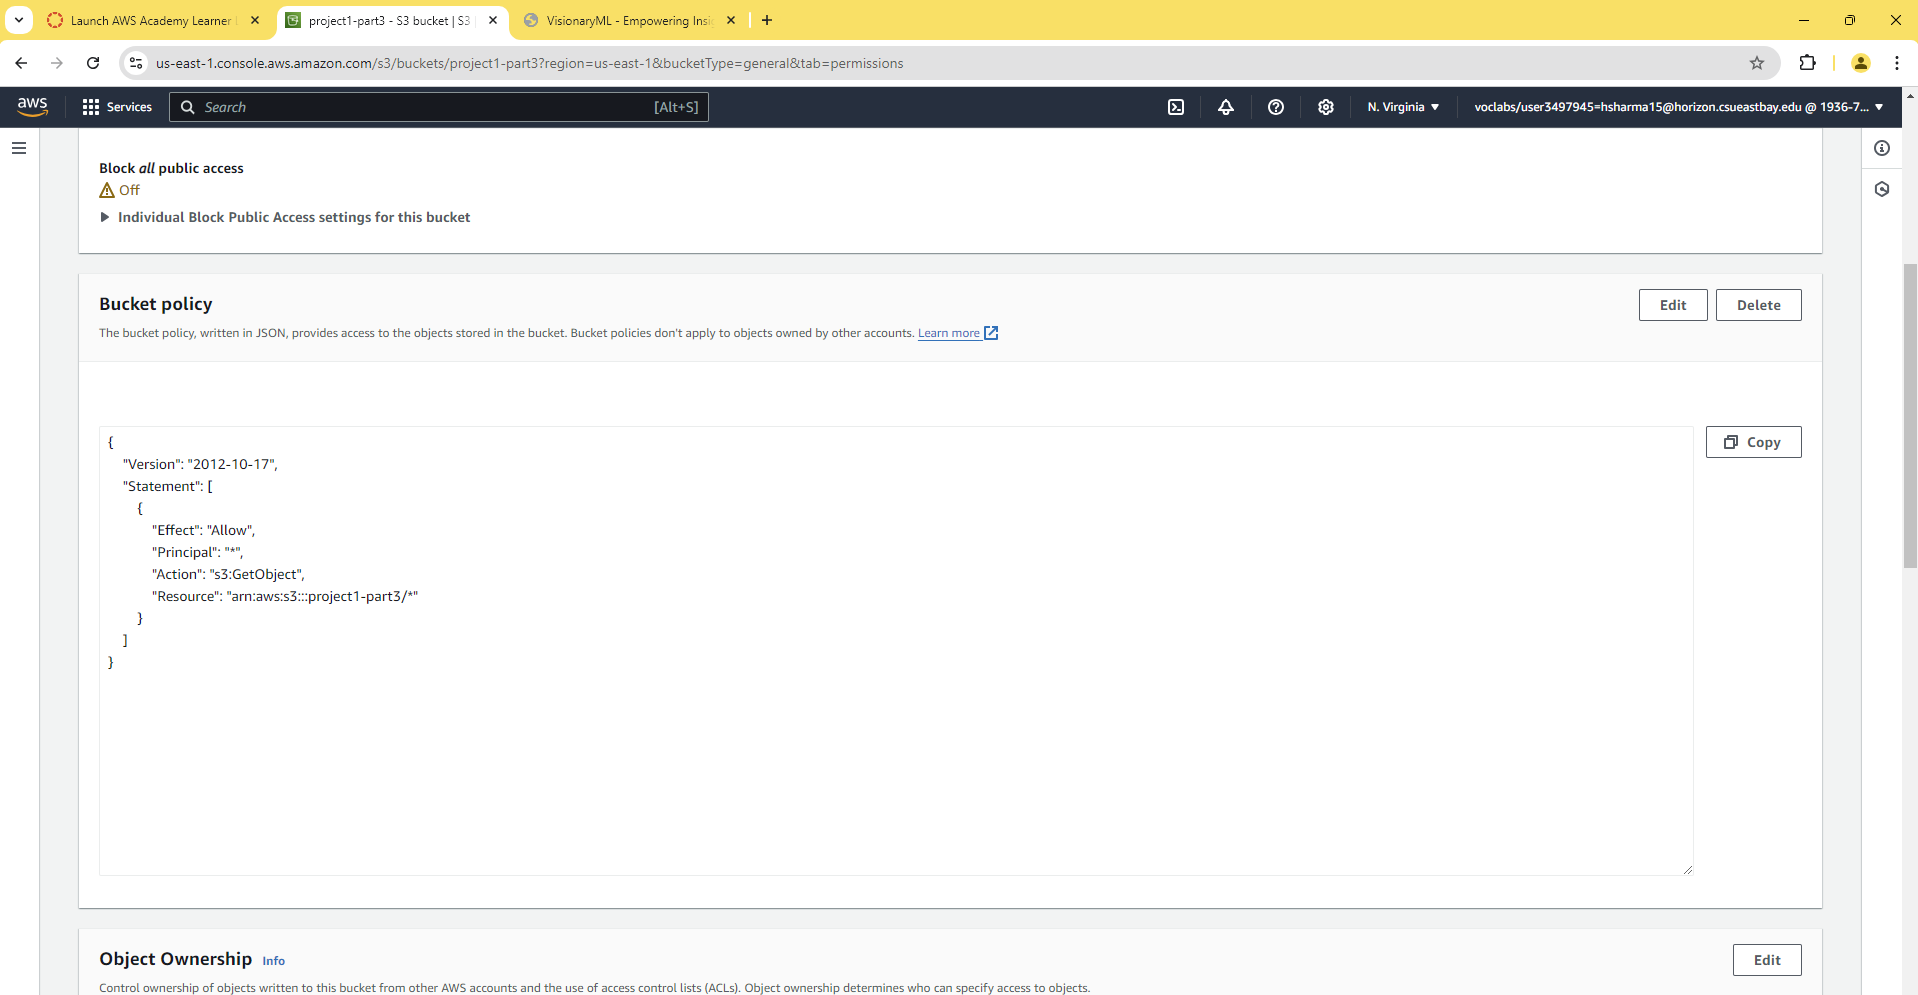 Launch AWS Academy Learner
project1-part3 - S3 bucket | S3
VisionaryML - Empowering Insi
us-east-1.console.aws.amazon.com/s3/buckets/project1-part3?region=us-east-1&bucketType=general&tab=permissions
aws
Services
Search
[Alt+S]
N. Virginia
voclabs/user3497945=hsharma15@horizon.csueastbay.edu @ 1936-7...
Block all public access
Off
Individual Block Public Access settings for this bucket
Bucket policy
Edit
Delete
The bucket policy, written in JSON, provides access to the objects stored in the bucket. Bucket policies don't apply to objects owned by other accounts. Learn more
Copy
{
"Version": "2012-10-17",
"Statement": [
{
"Effect": "Allow",
"Principal": "*",
"Action": "s3:GetObject",
"Resource": "arn:aws:s3:::project1-part3/*"
}
]
}
Object Ownership Info
Edit
Control ownership of objects written to this bucket from other AWS accounts and the use of access control lists (ACLs). Object ownership determines who can specify access to objects.